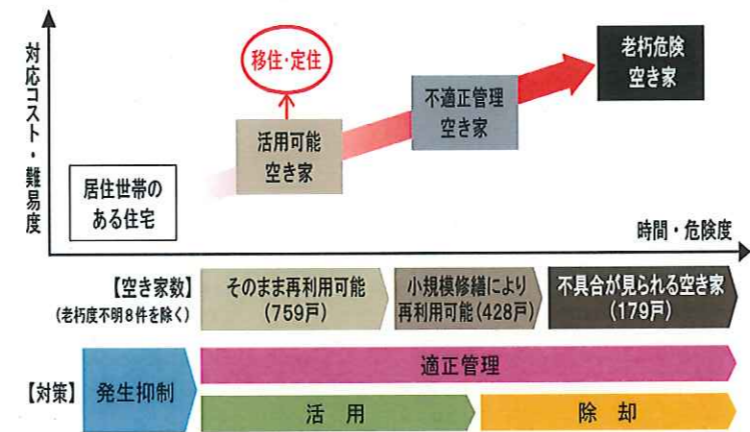 対応コスト・難易度
移住・定住
老朽危険
空き家
不適正管理
空き家
活用可能
空き家
居住世帯の
ある住宅
時間・危険度
【空き家数】
(老朽度不明8件を除く)
そのまま再利用可能
(759戸)
小規模修繕により
再利用可能(428戸)
不具合が見られる空き家
(179戸)
【対策】
発生抑制
適正管理
活用
除却